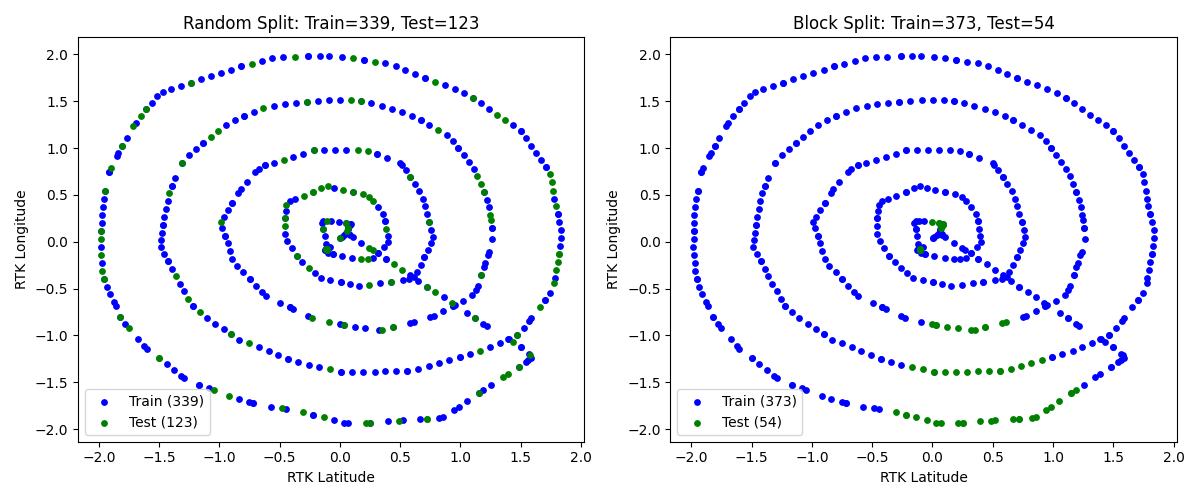 Random Split: Train=339, Test=123
RTK Longitude
2.0
1.5
1.0
0.5
0.0
−0.5
−1.0
−1.5
−2.0
Train (339)
Test (123)
−2.0 −1.5 −1.0 −0.5 0.0 0.5 1.0 1.5 2.0
RTK Latitude
Block Split: Train=373, Test=54
RTK Longitude
2.0
1.5
1.0
0.5
0.0
−0.5
−1.0
−1.5
−2.0
Train (373)
Test (54)
−2.0 −1.5 −1.0 −0.5 0.0 0.5 1.0 1.5 2.0
RTK Latitude